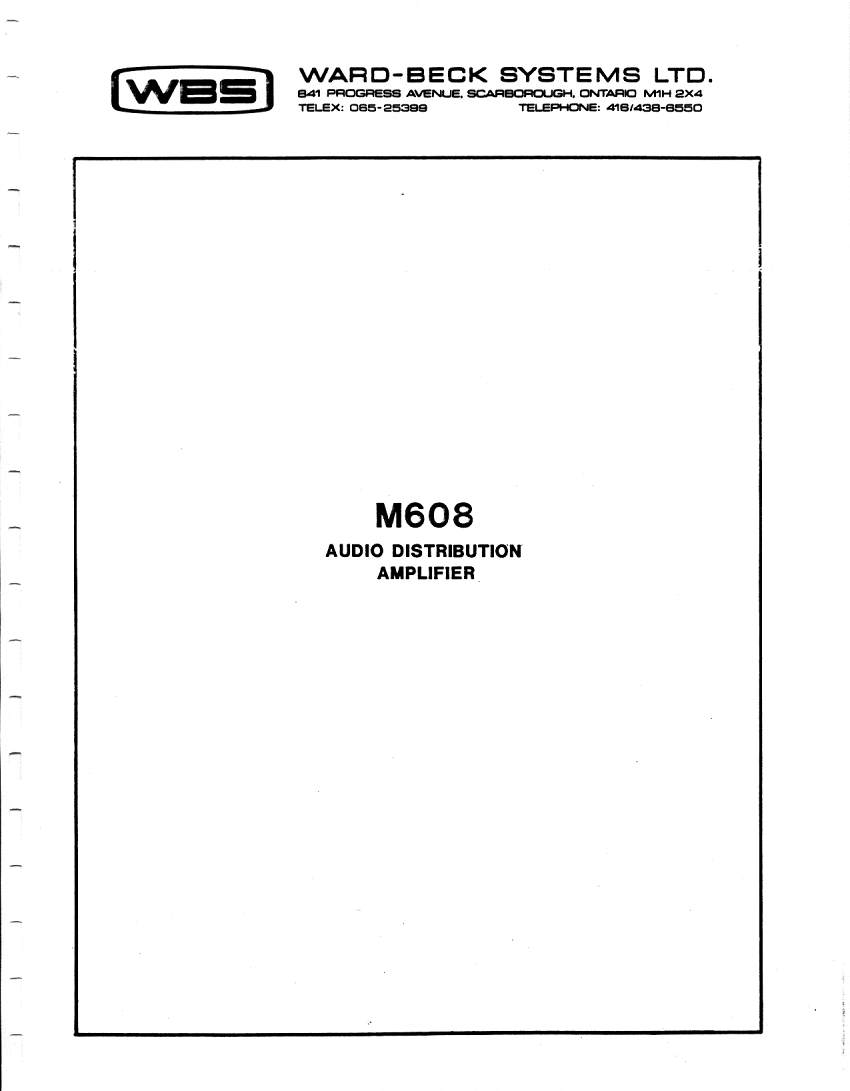 WBS
WARD-BECK SYSTEMS LTD.
841 PROGRESS AVENUE, SCARBOROUGH, ONTARIO M1H 2X4
TELEX: 065-25399 TELEPHONE: 416/438-6550
M608
AUDIO DISTRIBUTION
AMPLIFIER